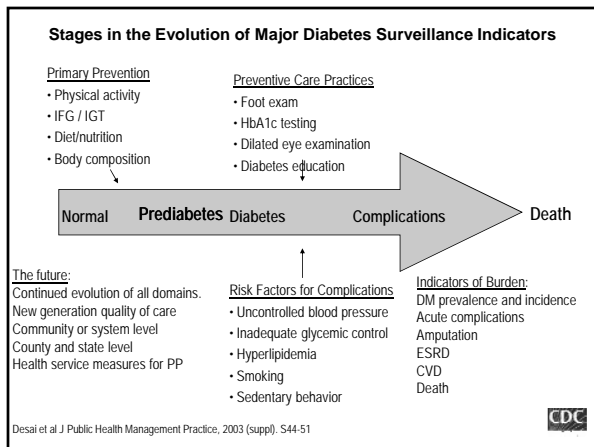 Stages in the Evolution of Major Diabetes Surveillance Indicators
Primary Prevention
• Physical activity
• IFG / IGT
• Diet/nutrition
• Body composition
Preventive Care Practices
• Foot exam
• HbA1c testing
• Dilated eye examination
• Diabetes education
Normal Prediabetes Diabetes Complications Death
The future:
Continued evolution of all domains.
New generation quality of care
Community or system level
County and state level
Health service measures for PP
Risk Factors for Complications
• Uncontrolled blood pressure
• Inadequate glycemic control
• Hyperlipidemia
• Smoking
• Sedentary behavior
Indicators of Burden:
DM prevalence and incidence
Acute complications
Amputation
ESRD
CVD
Death
Desai et al J Public Health Management Practice, 2003 (suppl). S44-51
CDC